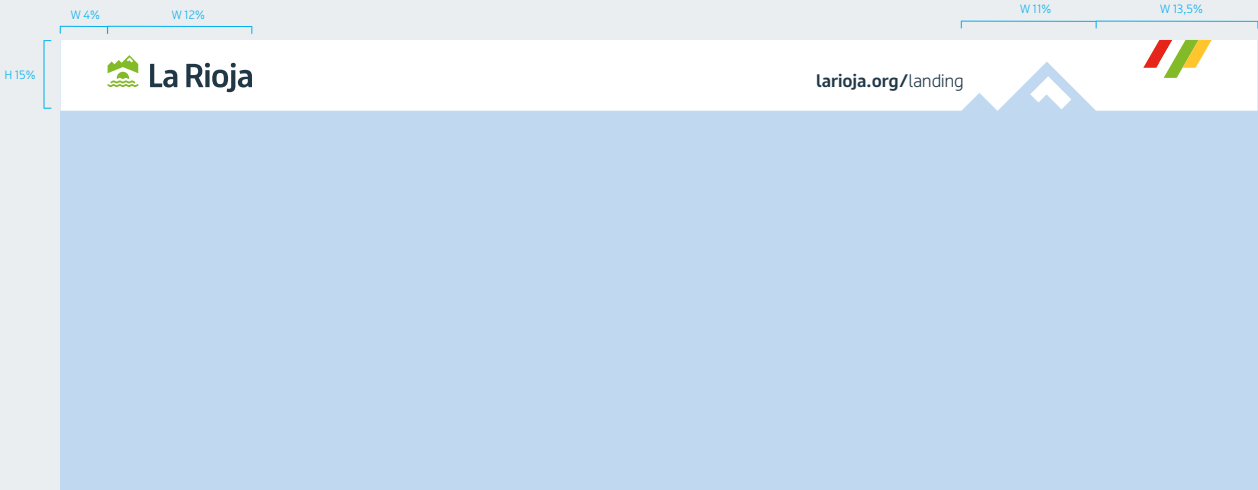 W 4%
W 12%
W 11%
W 13,5%
H 15%
La Rioja
larioja.org/landing